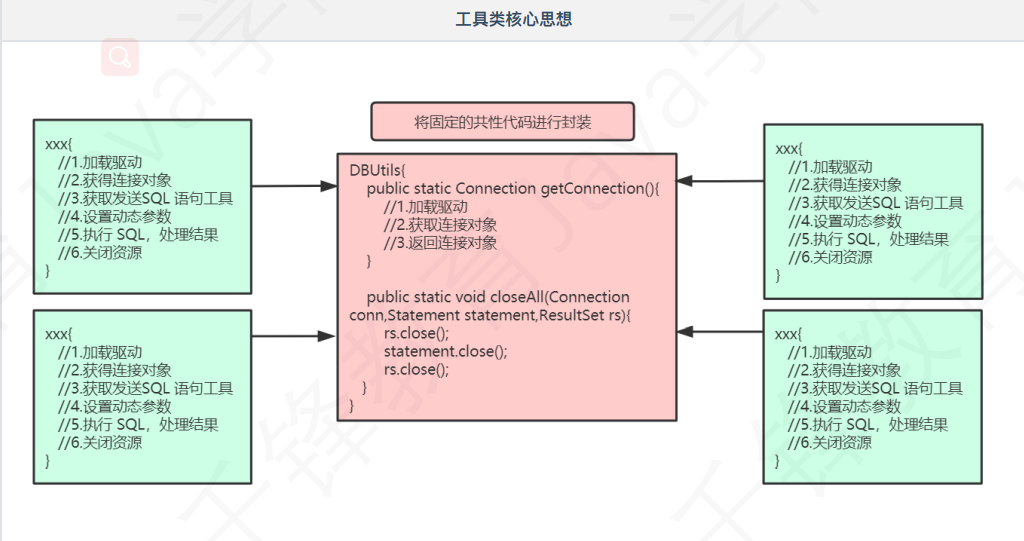 工具类核心思想
将固定的共性代码进行封装
xxx{
//1.加载驱动
//2.获得连接对象
//3.获取发送SQL 语句工具
//4.设置动态参数
//5.执行 SQL，处理结果
//6.关闭资源
}
xxx{
//1.加载驱动
//2.获得连接对象
//3.获取发送SQL 语句工具
//4.设置动态参数
//5.执行 SQL，处理结果
//6.关闭资源
}
DBUtils{
public static Connection getConnection(){
//1.加载驱动
//2.获取连接对象
//3.返回连接对象
}
public static void closeAll(Connection
conn,Statement statement,ResultSet rs){
rs.close();
statement.close();
rs.close();
}
}
xxx{
//1.加载驱动
//2.获得连接对象
//3.获取发送SQL 语句工具
//4.设置动态参数
//5.执行 SQL，处理结果
//6.关闭资源
}
xxx{
//1.加载驱动
//2.获得连接对象
//3.获取发送SQL 语句工具
//4.设置动态参数
//5.执行 SQL，处理结果
//6.关闭资源
}
千锋教育 Java学